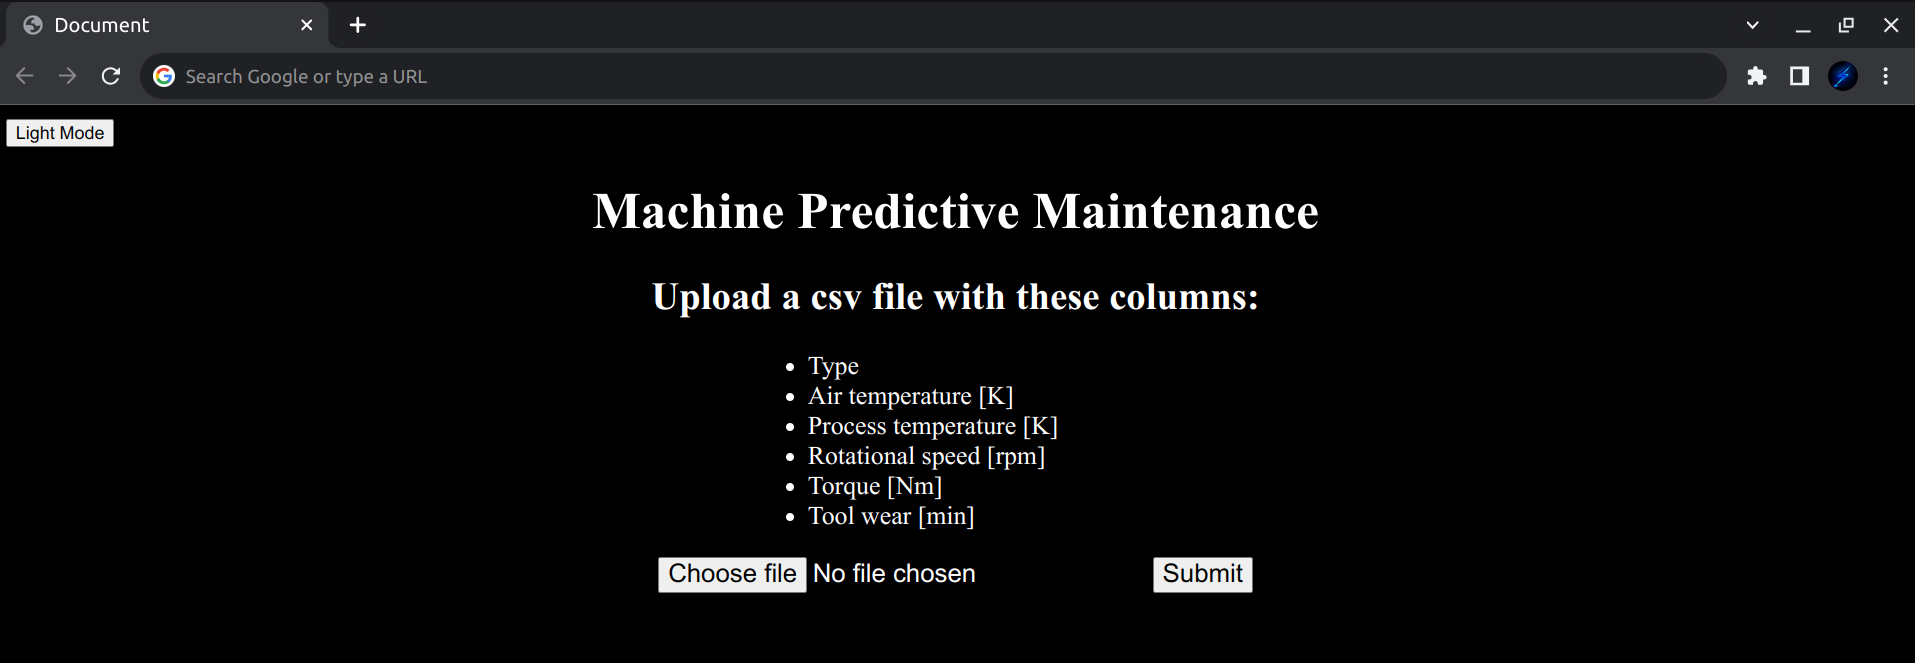 Document
Search Google or type a URL
Light Mode
Machine Predictive Maintenance
Upload a csv file with these columns:
Type
Air temperature [K]
Process temperature [K]
Rotational speed [rpm]
Torque [Nm]
Tool wear [min]
Choose file No file chosen Submit